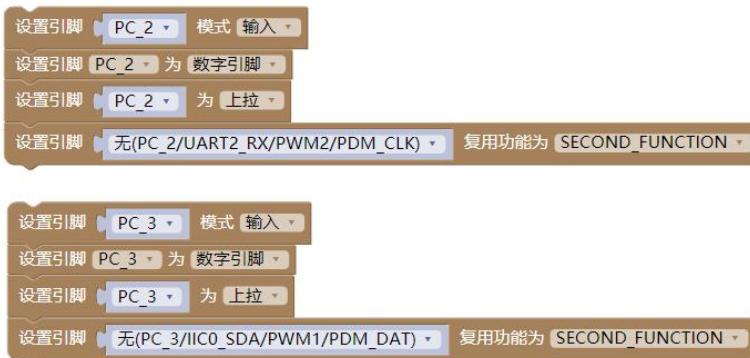 设置引脚 PC_2 模式 输入
设置引脚 PC_2 为 数字引脚
设置引脚 PC_2 为 上拉
设置引脚 无(PC_2/UART2_RX/PWM2/PDM_CLK) 复用功能为 SECOND_FUNCTION
设置引脚 PC_3 模式 输入
设置引脚 PC_3 为 数字引脚
设置引脚 PC_3 为 上拉
设置引脚 无(PC_3/IIC0_SDA/PWM1/PDM_DAT) 复用功能为 SECOND_FUNCTION